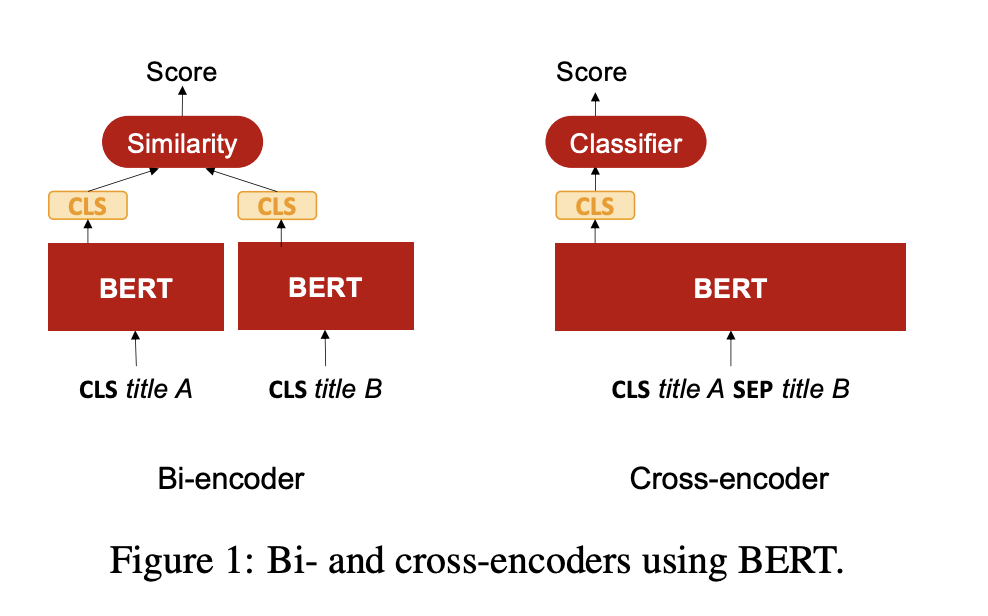 Score
Similarity
CLS
CLS
BERT
BERT
CLS title A
CLS title B
Bi-encoder
Score
Classifier
CLS
BERT
CLS title A SEP title B
Cross-encoder
Figure 1: Bi- and cross-encoders using BERT.